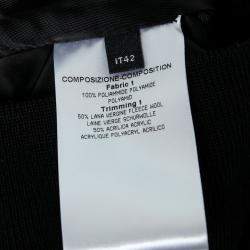 IT42
COMPOSIZIONE-COMPOSITION
Fabric 1
100% POLIAMMIDE POLYAMIDE
POLYAMID
Trimming 1
50% LANA VERGINE FLEECE WOOL
LAINE VIERGE SCHURWOLLE
50% ACRILICA ACRYLIC
ACRYLIQUE POLYACRYL ACRILICO